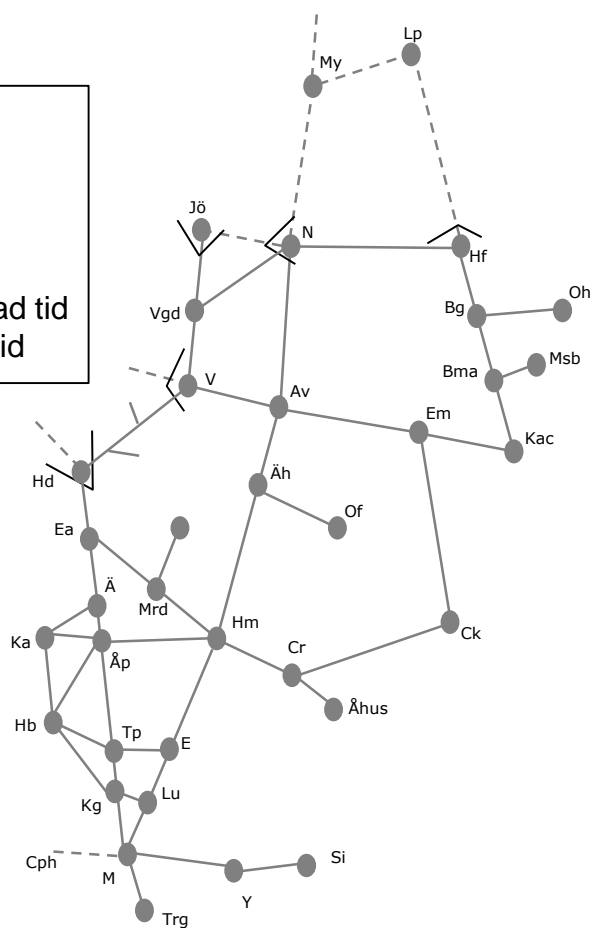 Lp
My
Jö
N
Hf
ad tid
id
Vgd
Bg
Oh
Msb
Bma
V
Av
Em
Kac
Hd
Äh
Of
Ea
Ä
Mrd
Hm
Ka
Åp
Cr
Ck
Åhus
Hb
Tp
E
Kg
Lu
Cph
M
Si
Y
Trg